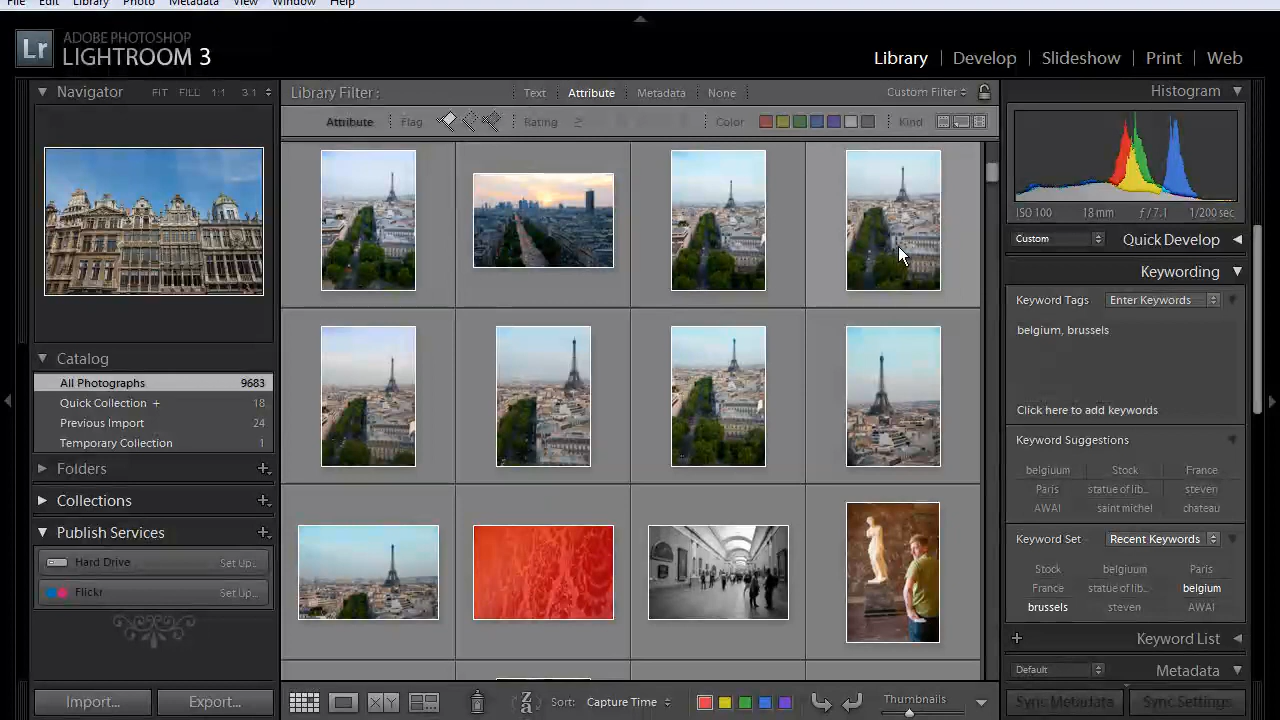 File Edit Library Photo Metadata View Window Help
Lr ADOBE PHOTOSHOP
LIGHTROOM 3
Library | Develop | Slideshow | Print | Web
Navigator FIT FILL 1:1 3:1
Library Filter : Text Attribute Metadata None Custom Filter
Histogram
Attribute Flag Rating ≥ Color Kind
ISO 100 18 mm ƒ / 7.1 1/200 sec
Custom Quick Develop
Keywording
Keyword Tags Enter Keywords
belgium, brussels
Click here to add keywords
Keyword Suggestions
belgiuum Stock France
Paris statue of lib... steven
AWAI saint michel chateau
Keyword Set Recent Keywords
Stock belgiuum Paris
France statue of lib... belgium
brussels steven AWAI
Keyword List
Default Metadata
Sync Metadata Sync Settings
Catalog
All Photographs 9683
Quick Collection + 18
Previous Import 24
Temporary Collection 1
Folders
Collections
Publish Services
Hard Drive Set Up...
Flickr Set Up...
Import... Export...
Sort: Capture Time Thumbnails